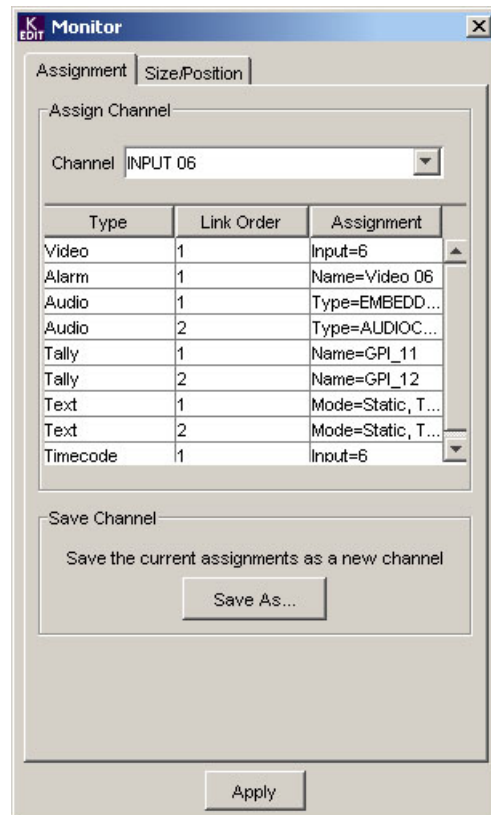 K EDIT Monitor
Assignment Size/Position
Assign Channel
Channel INPUT 06
Type Link Order Assignment
Video 1 Input=6
Alarm 1 Name=Video 06
Audio 1 Type=EMBEDD...
Audio 2 Type=AUDIOC...
Tally 1 Name=GPI_11
Tally 2 Name=GPI_12
Text 1 Mode=Static, T...
Text 2 Mode=Static, T...
Timecode 1 Input=6
Save Channel
Save the current assignments as a new channel
Save As...
Apply